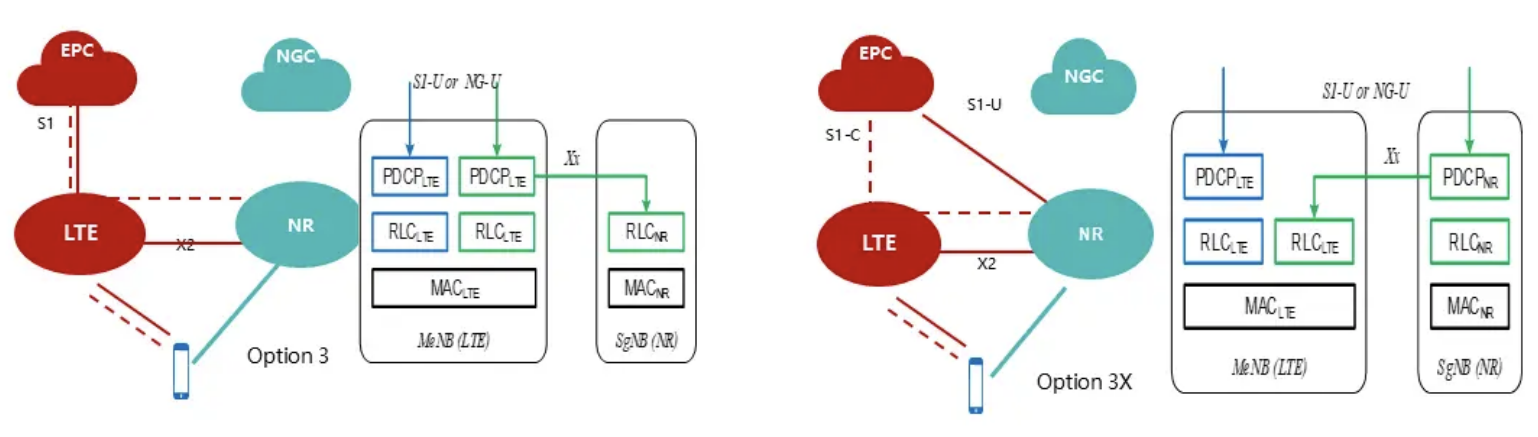 EPC
NGC
S1-U or NG-U
S1
Xx
PDCPLTE
PDCPLTE
LTE
NR
RLCLTE
RLCLTE
RLCNR
X2
MACLTE
MACNR
MeNB (LTE)
SgNB (NR)
Option 3
EPC
NGC
S1-U
S1-U or NG-U
S1-C
Xx
PDCPLTE
PDCPNR
LTE
NR
RLCLTE
RLCLTE
RLCNR
X2
MACLTE
MACNR
MeNB (LTE)
SgNB (NR)
Option 3X